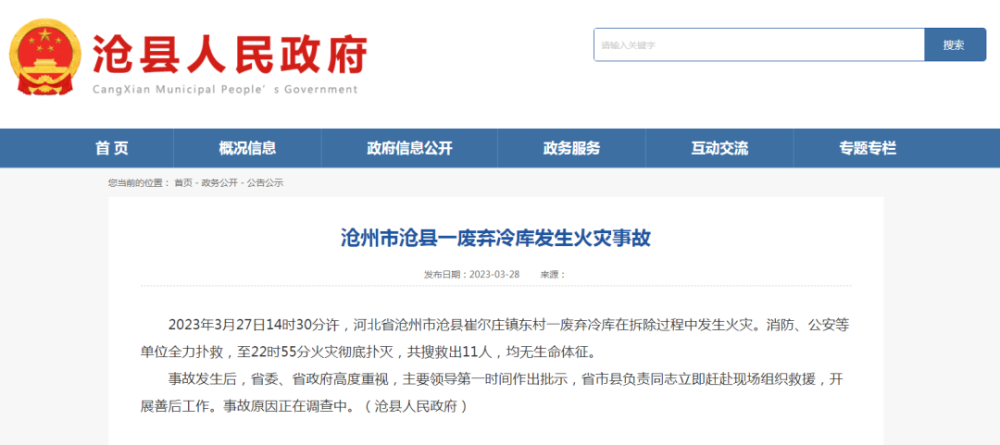 沧县人民政府
CangXian Municipal People's Government
请输入关键字
搜索
首 页
概况信息
政府信息公开
政务服务
互动交流
专题专栏
您当前的位置： 首页 - 政务公开 - 公告公示
沧州市沧县一废弃冷库发生火灾事故
发布日期：2023-03-28 来源：
2023年3月27日14时30分许，河北省沧州市沧县崔尔庄镇东村一废弃冷库在拆除过程中发生火灾。消防、公安等
单位全力扑救，至22时55分火灾彻底扑灭，共搜救出11人，均无生命体征。
事故发生后，省委、省政府高度重视，主要领导第一时间作出批示，省市县负责同志立即赶赴现场组织救援，开
展善后工作。事故原因正在调查中。（ 沧县人民政府 ）